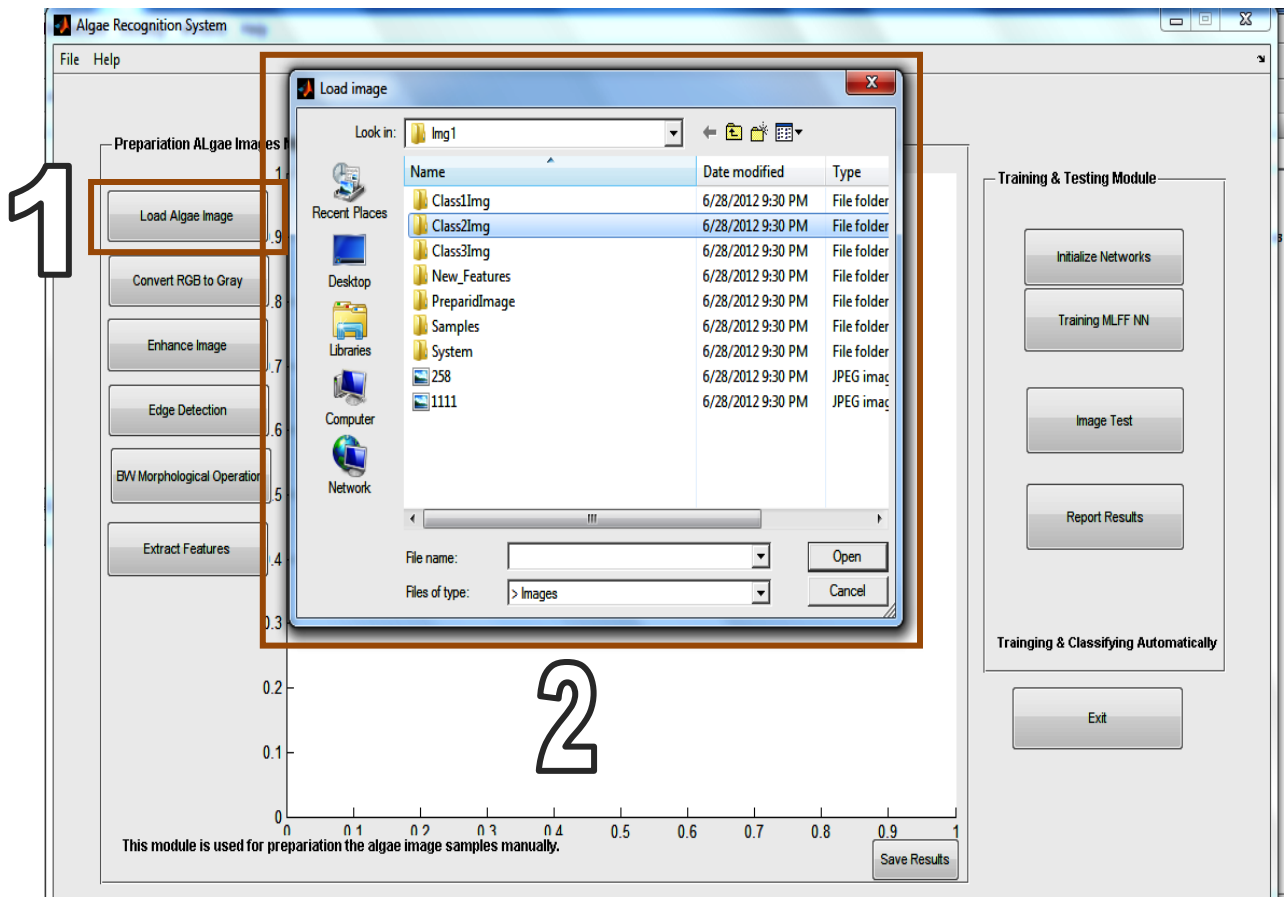 Algae Recognition System
File Help
Load image
Look in: Img1
Prepariation ALgae Images
Name Date modified Type
Class1Img 6/28/2012 9:30 PM File folder
Class2Img 6/28/2012 9:30 PM File folder
Class3Img 6/28/2012 9:30 PM File folder
New_Features 6/28/2012 9:30 PM File folder
PreparidImage 6/28/2012 9:30 PM File folder
Samples 6/28/2012 9:30 PM File folder
System 6/28/2012 9:30 PM File folder
258 6/28/2012 9:30 PM JPEG imag
1111 6/28/2012 9:30 PM JPEG imag
Recent Places
Desktop
Libraries
Computer
Network
File name: Open
Files of type: > Images Cancel
1
Load Algae Image
Convert RGB to Gray
Enhance Image
Edge Detection
BW Morphological Operation
Extract Features
1
0.9
0.8
0.7
0.6
0.5
0.4
0.3
0.2
0.1
0
2
0 0.1 0.2 0.3 0.4 0.5 0.6 0.7 0.8 0.9 1
This module is used for prepariation the algae image samples manually.
Save Results
Training & Testing Module
Initialize Networks
Training MLFF NN
Image Test
Report Results
Trainging & Classifying Automatically
Exit